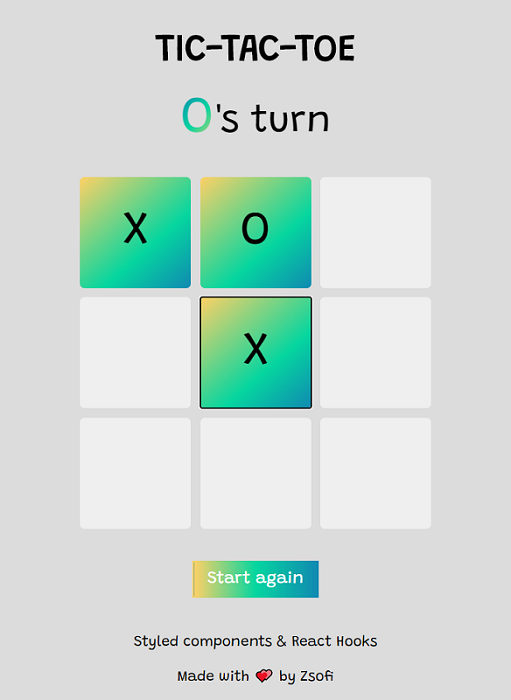 TIC-TAC-TOE
O's turn
X O
X
Start again
Styled components & React Hooks
Made with ❤️ by Zsofi